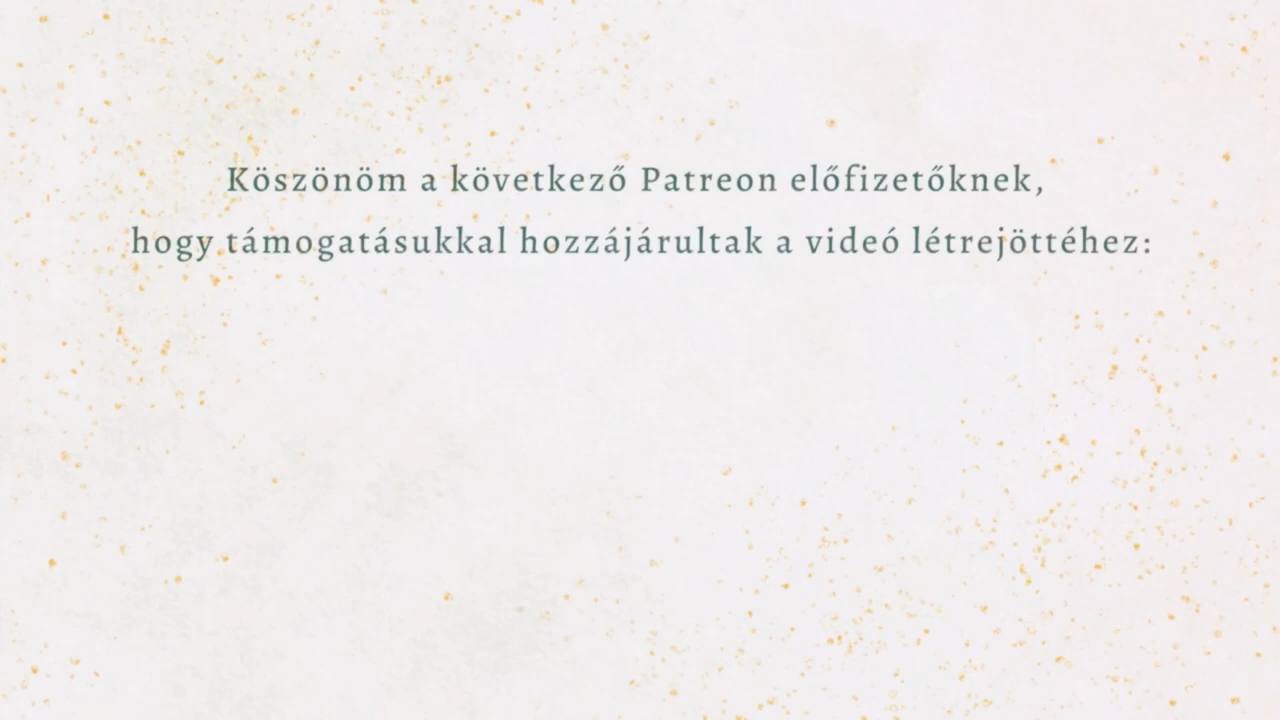 Köszönöm a következő Patreon előfizetőknek,
hogy támogatásukkal hozzájárultak a videó létrejöttéhez: